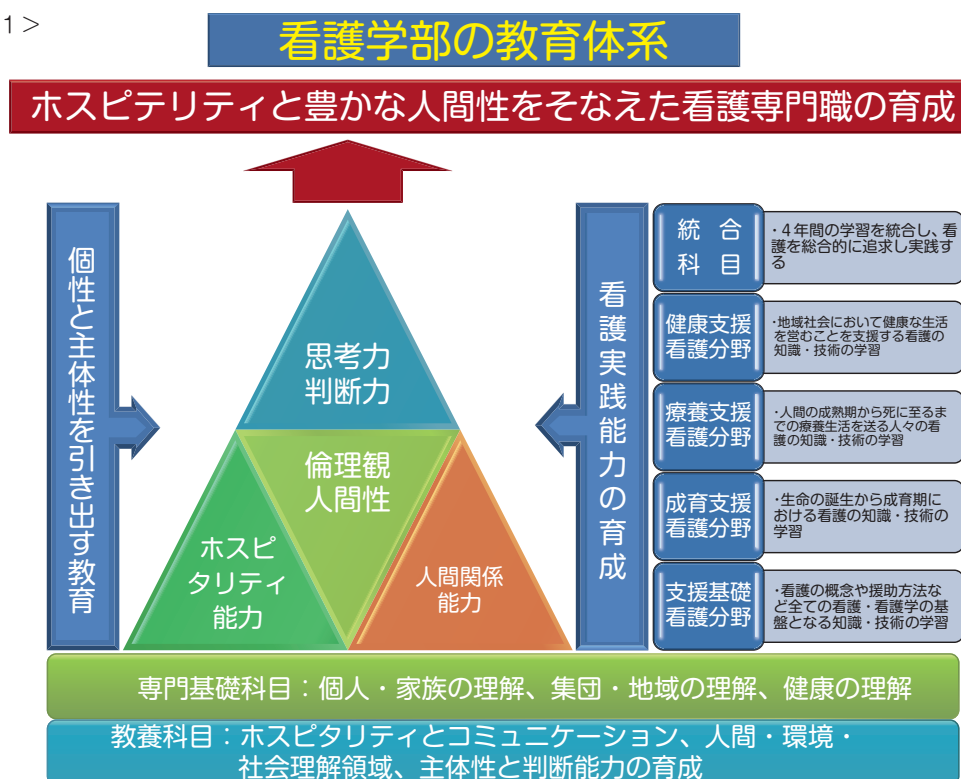 1>
看護学部の教育体系
ホスピテリティと豊かな人間性をそなえた看護専門職の育成
個性と主体性を引き出す教育
思考力
判断力
倫理観
人間性
ホスピ
タリティ
能力
人間関係
能力
看護実践能力の育成
統 合
科 目
・4年間の学習を統合し、看
護を総合的に追求し実践す
る
健康支援
看護分野
・地域社会において健康な生活
を営むことを支援する看護の
知識・技術の学習
療養支援
看護分野
・人間の成熟期から死に至るま
での療養生活を送る人々の看
護の知識・技術の学習
成育支援
看護分野
・生命の誕生から成育期に
おける看護の知識・技術の
学習
支援基礎
看護分野
・看護の概念や援助方法な
ど全ての看護・看護学の基
盤となる知識・技術の学習
専門基礎科目：個人・家族の理解、集団・地域の理解、健康の理解
教養科目：ホスピタリティとコミュニケーション、人間・環境・
社会理解領域、主体性と判断能力の育成